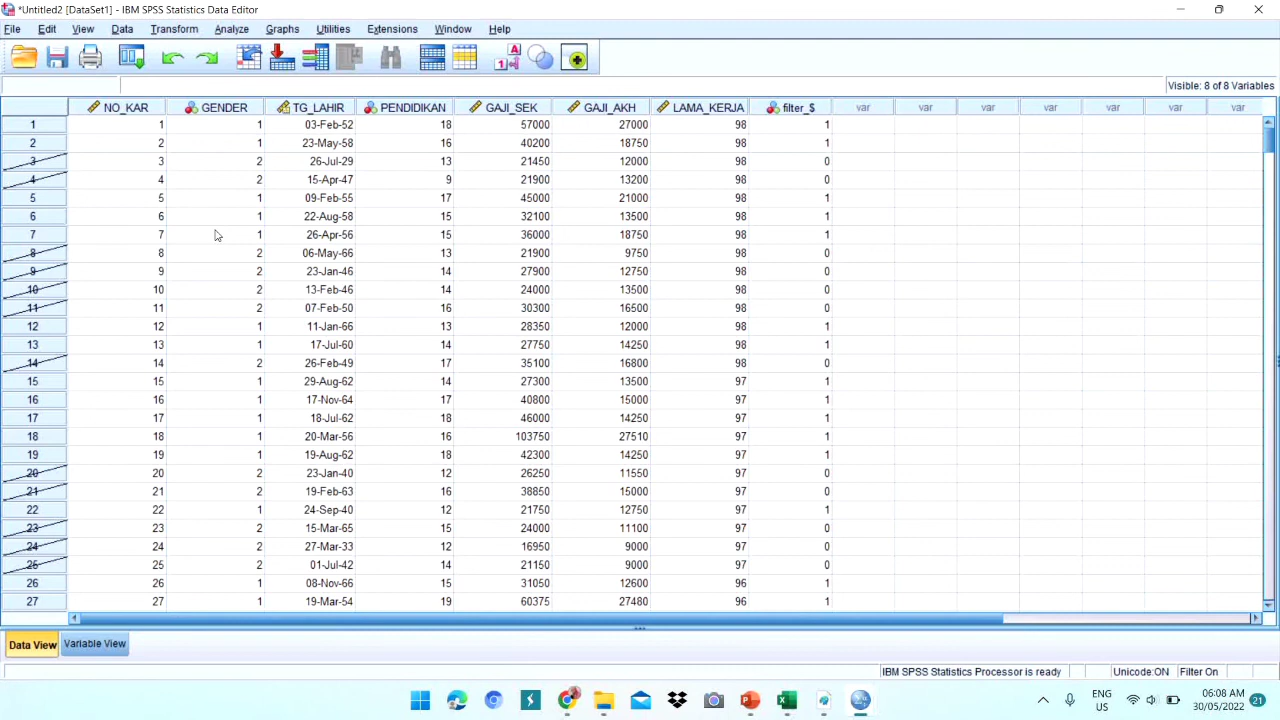 *Untitled2 [DataSet1] - IBM SPSS Statistics Data Editor
File Edit View Data Transform Analyze Graphs Utilities Extensions Window Help
Visible: 8 of 8 Variables
NO_KAR GENDER TG_LAHIR PENDIDIKAN GAJI_SEK GAJI_AKH LAMA_KERJA filter_$ var var var var var var var
1 1 1 03-Feb-52 18 57000 27000 98 1
2 2 1 23-May-58 16 40200 18750 98 1
3 3 2 26-Jul-29 13 21450 12000 98 0
4 4 2 15-Apr-47 9 21900 13200 98 0
5 5 1 09-Feb-55 17 45000 21000 98 1
6 6 1 22-Aug-58 15 32100 13500 98 1
7 7 1 26-Apr-56 15 36000 18750 98 1
8 8 2 06-May-66 13 21900 9750 98 0
9 9 2 23-Jan-46 14 27900 12750 98 0
10 10 2 13-Feb-46 14 24000 13500 98 0
11 11 2 07-Feb-50 16 30300 16500 98 0
12 12 1 11-Jan-66 13 28350 12000 98 1
13 13 1 17-Jul-60 14 27750 14250 98 1
14 14 2 26-Feb-49 17 35100 16800 98 0
15 15 1 29-Aug-62 14 27300 13500 97 1
16 16 1 17-Nov-64 17 40800 15000 97 1
17 17 1 18-Jul-62 18 46000 14250 97 1
18 18 1 20-Mar-56 16 103750 27510 97 1
19 19 1 19-Aug-62 18 42300 14250 97 1
20 20 2 23-Jan-40 12 26250 11550 97 0
21 21 2 19-Feb-63 16 38850 15000 97 0
22 22 1 24-Sep-40 12 21750 12750 97 1
23 23 2 15-Mar-65 15 24000 11100 97 0
24 24 2 27-Mar-33 12 16950 9000 97 0
25 25 2 01-Jul-42 14 21150 9000 97 0
26 26 1 08-Nov-66 15 31050 12600 96 1
27 27 1 19-Mar-54 19 60375 27480 96 1
Data View Variable View
IBM SPSS Statistics Processor is ready Unicode:ON Filter On
ENG US 06:08 AM 30/05/2022 21